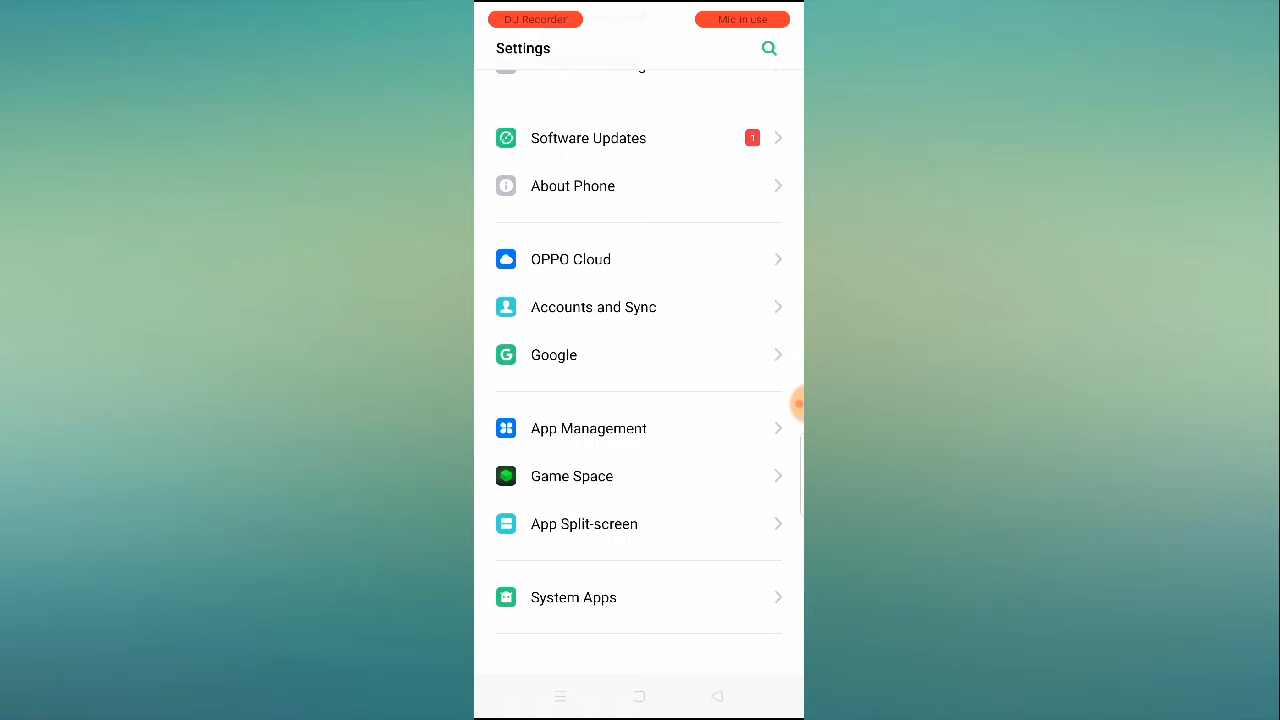 "DU Recorder"
Mic in use
Settings
Software Updates
1
About Phone
OPPO Cloud
Accounts and Sync
Google
App Management
Game Space
App Split-screen
System Apps